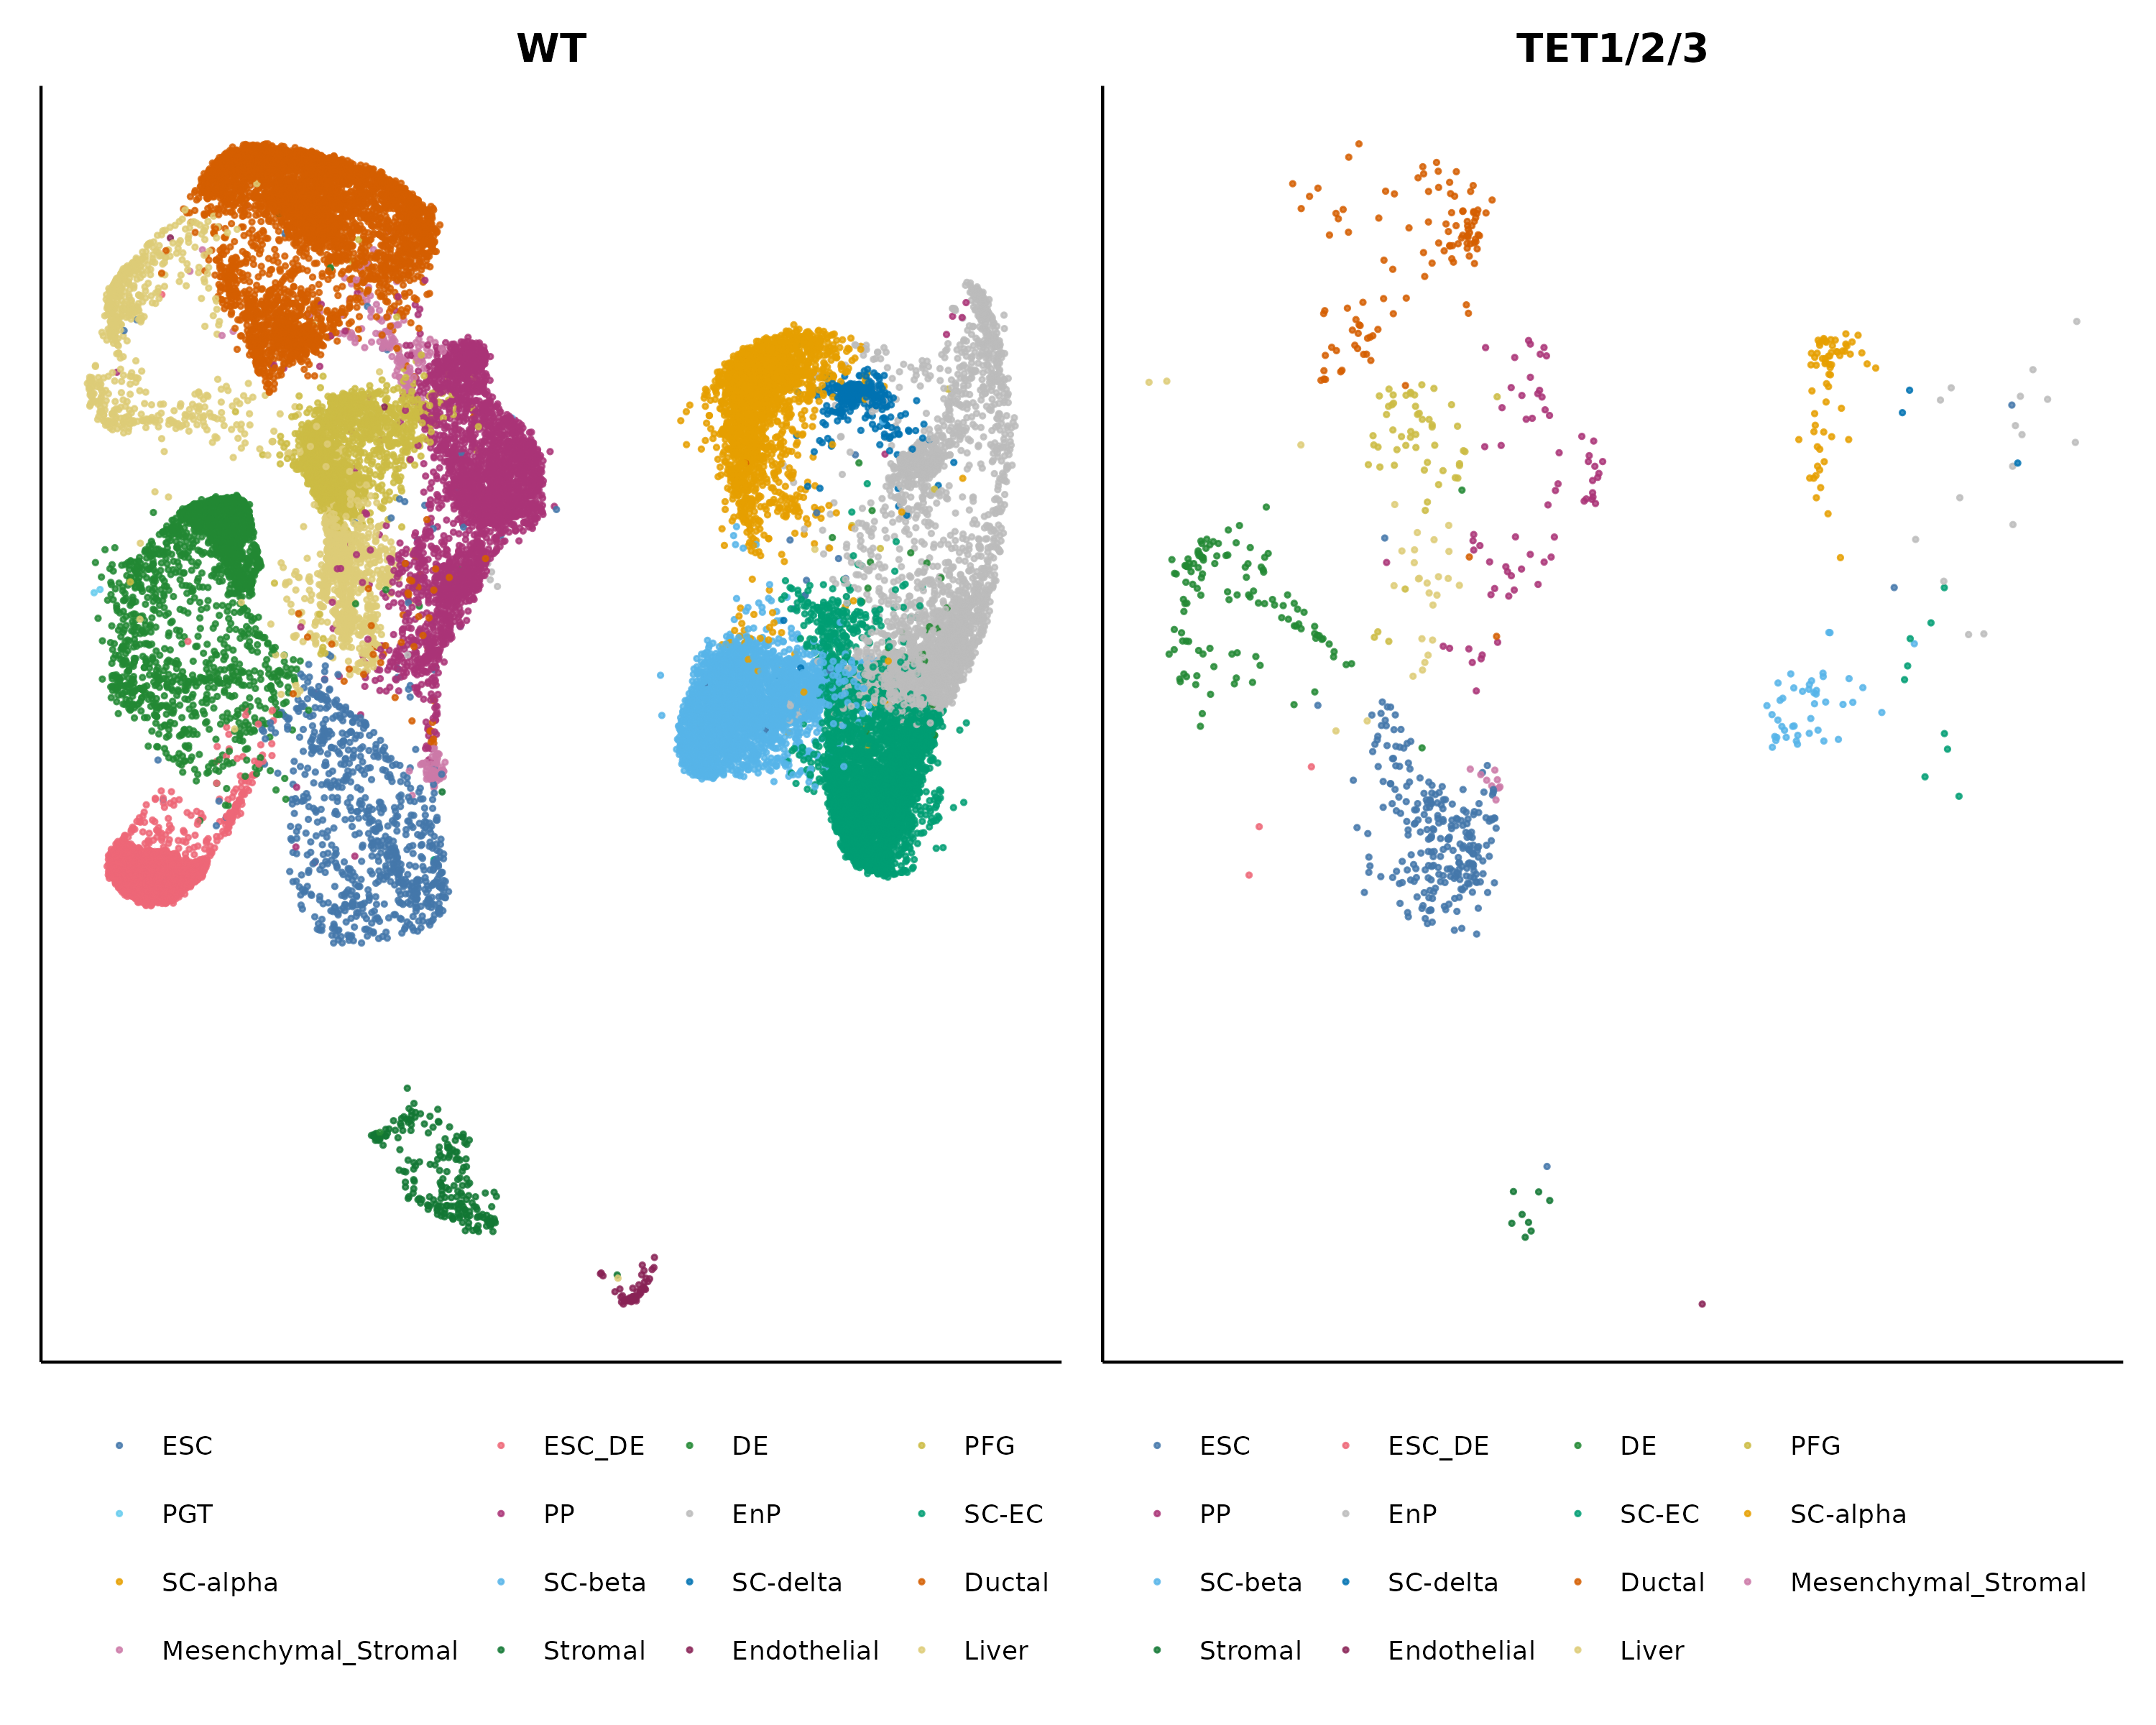 WT
TET1/2/3
ESC ESC_DE DE PFG
PGT PP EnP SC-EC
SC-alpha SC-beta SC-delta Ductal
Mesenchymal_Stromal Stromal Endothelial Liver
ESC ESC_DE DE PFG
PP EnP SC-EC SC-alpha
SC-beta SC-delta Ductal Mesenchymal_Stromal
Stromal Endothelial Liver